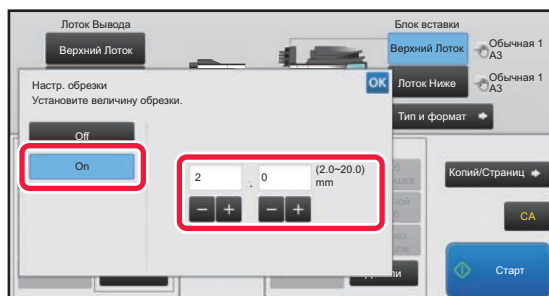 Лоток Вывода
Блок вставки
Верхний Лоток
Верхний Лоток
Обычная 1
A3
Настр. обрезки
OK
Установите величину обрезки.
Лоток Ниже
Обычная 1
A3
Тип и формат
Off
On
2 . 0 (2.0~20.0)
mm
Копий/Страниц
CA
Старт